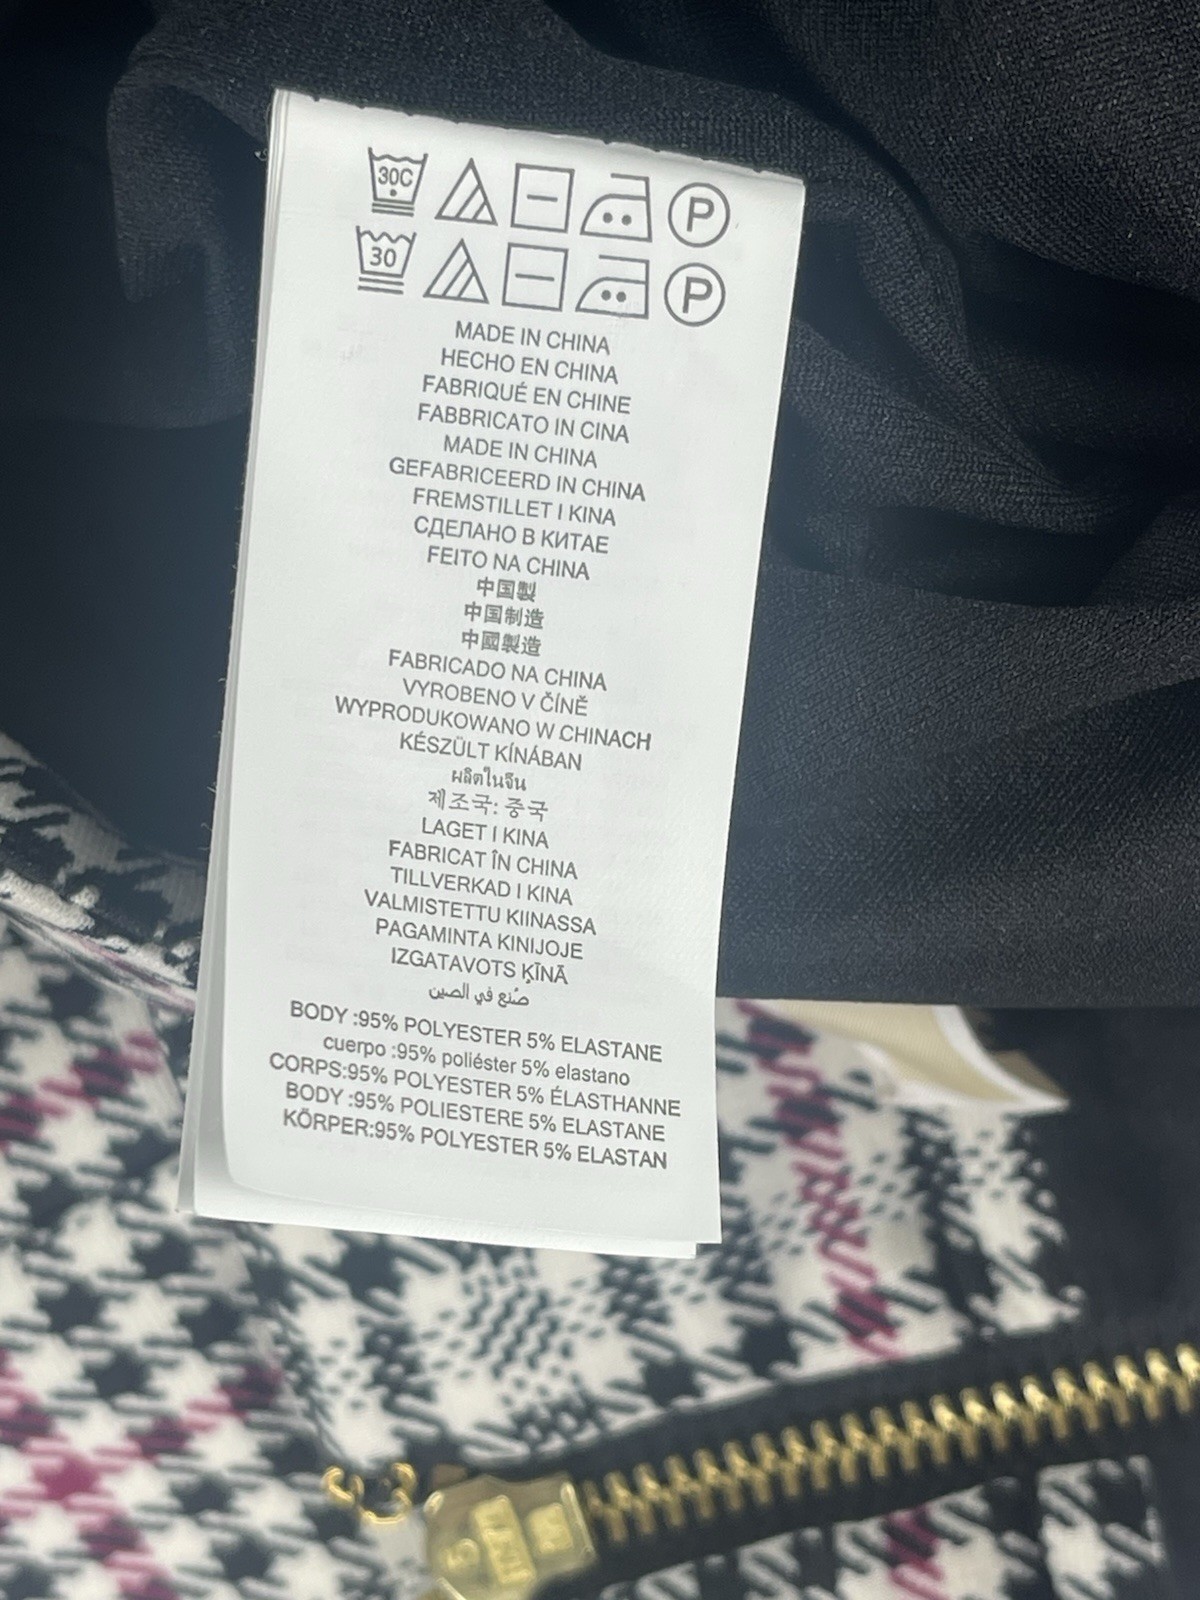 30C P
30 P
MADE IN CHINA
HECHO EN CHINA
FABRIQUÉ EN CHINE
FABBRICATO IN CINA
MADE IN CHINA
GEFABRICEERD IN CHINA
FREMSTILLET I KINA
СДЕЛАНО В КИТАЕ
FEITO NA CHINA
中国製
中国制造
中國製造
FABRICADO NA CHINA
VYROBENO V ČÍNĚ
WYPRODUKOWANO W CHINACH
KÉSZÜLT KÍNÁBAN
ผลิตในจีน
제조국: 중국
LAGET I KINA
FABRICAT ÎN CHINA
TILLVERKAD I KINA
VALMISTETTU KIINASSA
PAGAMINTA KINIJOJE
IZGATAVOTS ĶĪNĀ
صُنع في الصين
BODY :95% POLYESTER 5% ELASTANE
cuerpo :95% poliéster 5% elastano
CORPS:95% POLYESTER 5% ÉLASTHANNE
BODY :95% POLIESTERE 5% ELASTANE
KÖRPER:95% POLYESTER 5% ELASTAN